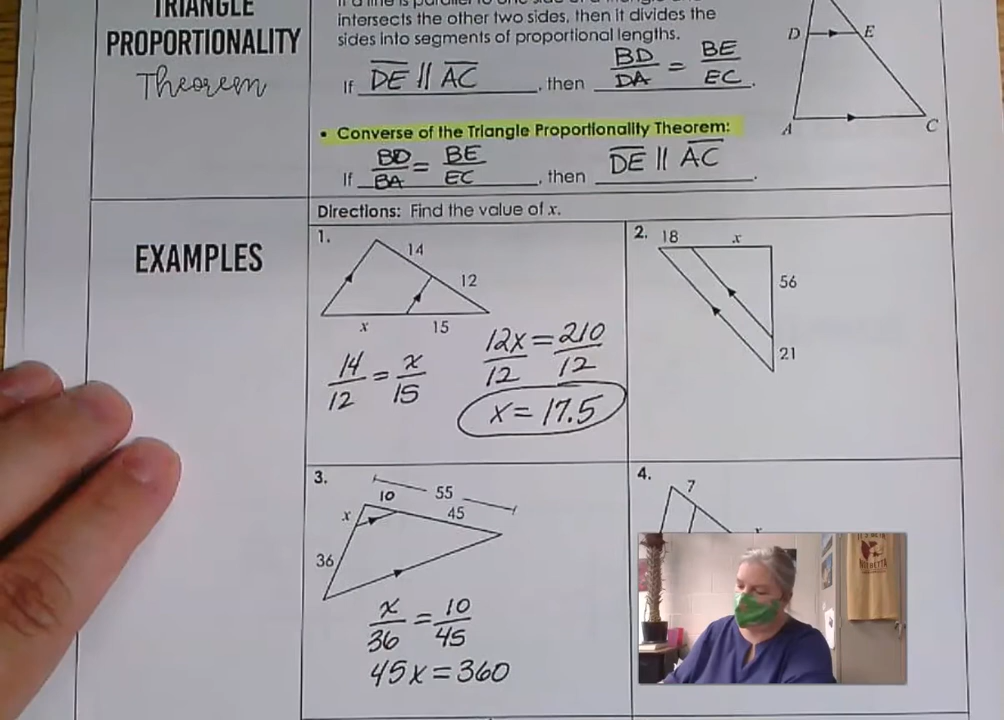 TRIANGLE
PROPORTIONALITY
Theorem
intersects the other two sides, then it divides the
sides into segments of proportional lengths.
If DE || AC, then BD/DA = BE/EC.
D E
A C
• Converse of the Triangle Proportionality Theorem:
If BD/BA = BE/EC, then DE || AC.
Directions: Find the value of x.
EXAMPLES
1.
14
12
x 15
14/12 = x/15
12x/12 = 210/12
x = 17.5
2. 18 x
56
21
3.
10 55
x 45
36
x/36 = 10/45
45x = 360
4.
7
x